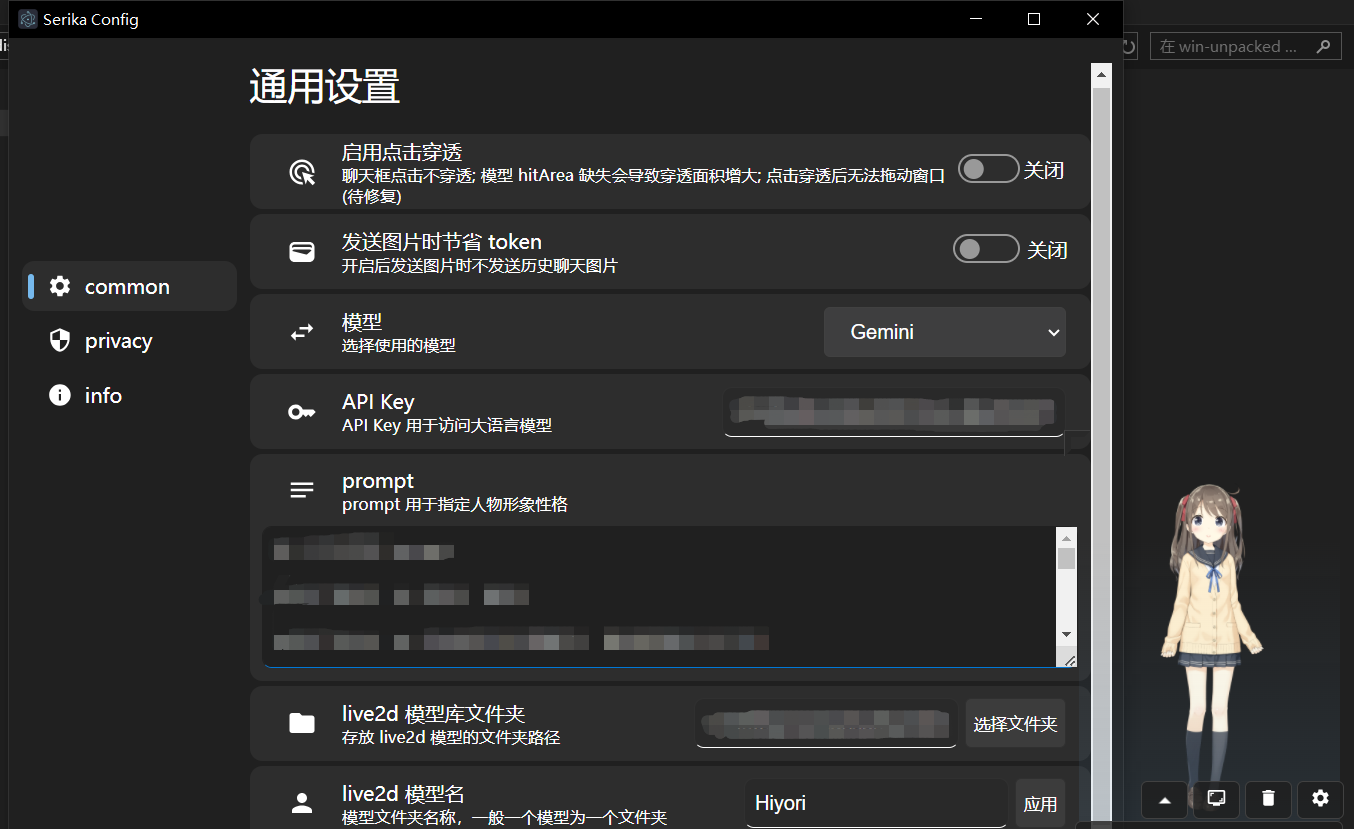 Serika Config
在 win-unpacked ...
通用设置
启用点击穿透
聊天框点击不穿透; 模型 hitArea 缺失会导致穿透面积增大; 点击穿透后无法拖动窗口
(待修复)
关闭
发送图片时节省 token
开启后发送图片时不发送历史聊天图片
关闭
common
privacy
info
模型
选择使用的模型
Gemini
API Key
API Key 用于访问大语言模型
prompt
prompt 用于指定人物形象性格
live2d 模型库文件夹
存放 live2d 模型的文件夹路径
选择文件夹
live2d 模型名
模型文件夹名称，一般一个模型为一个文件夹
Hiyori
应用